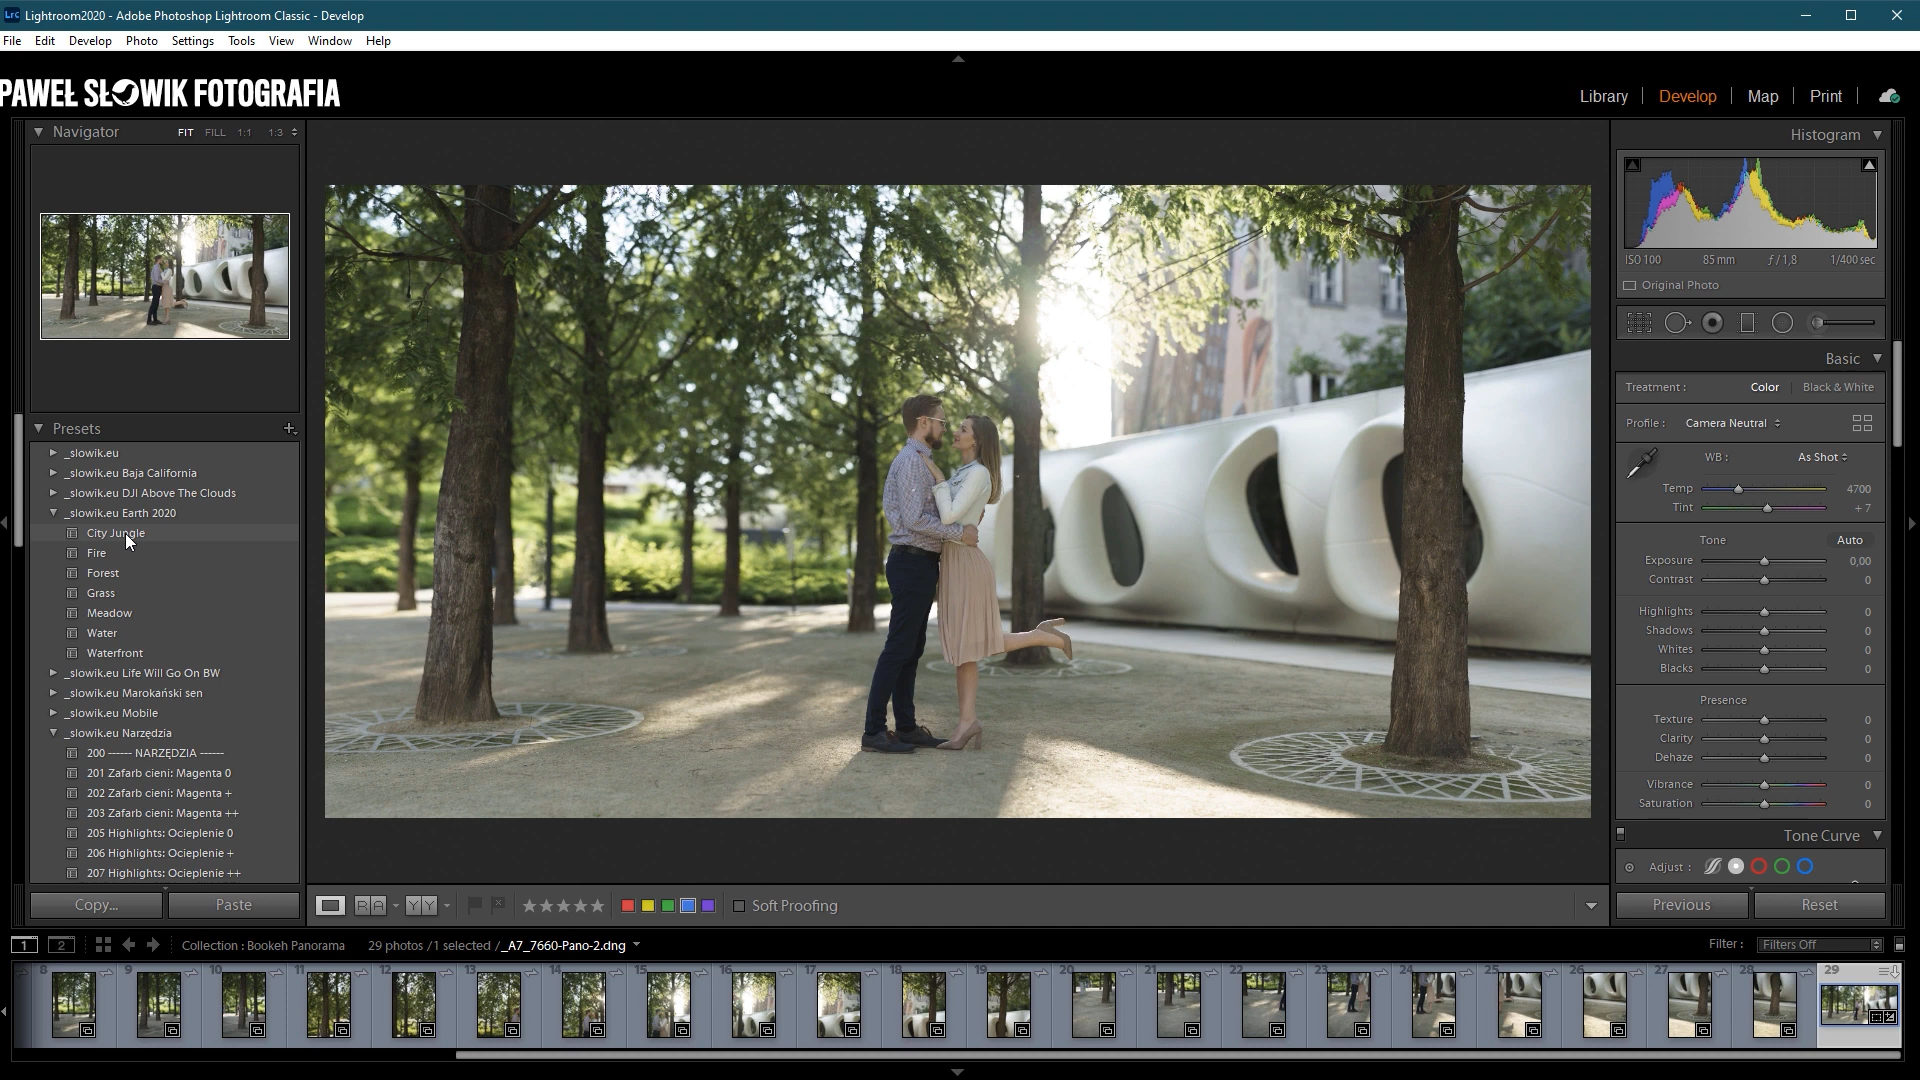 Lrc Lightroom2020 - Adobe Photoshop Lightroom Classic - Develop
File Edit Develop Photo Settings Tools View Window Help
PAWEŁ SŁOWIK FOTOGRAFIA
Library Develop Map Print
Navigator FIT FILL 1:1 1:3
Presets
_slowik.eu
_slowik.eu Baja California
_slowik.eu DJI Above The Clouds
_slowik.eu Earth 2020
City Jungle
Fire
Forest
Grass
Meadow
Water
Waterfront
_slowik.eu Life Will Go On BW
_slowik.eu Marokański sen
_slowik.eu Mobile
_slowik.eu Narzędzia
200 ------ NARZĘDZIA ------
201 Zafarb cieni: Magenta 0
202 Zafarb cieni: Magenta +
203 Zafarb cieni: Magenta ++
205 Highlights: Ocieplenie 0
206 Highlights: Ocieplenie +
207 Highlights: Ocieplenie ++
Copy... Paste
Histogram
ISO 100 85 mm ƒ / 1,8 1/400 sec
Original Photo
Basic
Treatment : Color Black & White
Profile : Camera Neutral
WB : As Shot
Temp 4700
Tint + 7
Tone Auto
Exposure 0,00
Contrast 0
Highlights 0
Shadows 0
Whites 0
Blacks 0
Presence
Texture 0
Clarity 0
Dehaze 0
Vibrance 0
Saturation 0
Tone Curve
Adjust :
Previous Reset
R A Y Y Soft Proofing
1 2 Collection : Bookeh Panorama 29 photos / 1 selected / _A7_7660-Pano-2.dng Filter : Filters Off
8 9 10 11 12 13 14 15 16 17 18 19 20 21 22 23 24 25 26 27 28 29